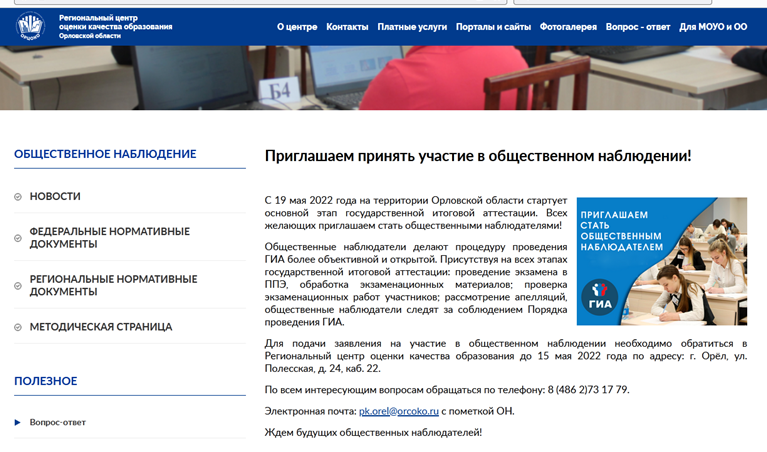 Региональный центр
оценки качества образования
Орловской области
ОРЦОКО
О центре Контакты Платные услуги Порталы и сайты Фотогалерея Вопрос - ответ Для МОУО и ОО
Б4
ОБЩЕСТВЕННОЕ НАБЛЮДЕНИЕ
НОВОСТИ
ФЕДЕРАЛЬНЫЕ НОРМАТИВНЫЕ
ДОКУМЕНТЫ
РЕГИОНАЛЬНЫЕ НОРМАТИВНЫЕ
ДОКУМЕНТЫ
МЕТОДИЧЕСКАЯ СТРАНИЦА
ПОЛЕЗНОЕ
Вопрос-ответ
Приглашаем принять участие в общественном наблюдении!
С 19 мая 2022 года на территории Орловской области стартует
основной этап государственной итоговой аттестации. Всех
желающих приглашаем стать общественными наблюдателями!
Общественные наблюдатели делают процедуру проведения
ГИА более объективной и открытой. Присутствуя на всех этапах
государственной итоговой аттестации: проведение экзамена в
ППЭ, обработка экзаменационных материалов; проверка
экзаменационных работ участников; рассмотрение апелляций,
общественные наблюдатели следят за соблюдением Порядка
проведения ГИА.
ПРИГЛАШАЕМ
СТАТЬ
ОБЩЕСТВЕННЫМ
НАБЛЮДАТЕЛЕМ
ГИА
Для подачи заявления на участие в общественном наблюдении необходимо обратиться в
Региональный центр оценки качества образования до 15 мая 2022 года по адресу: г. Орёл, ул.
Полесская, д. 24, каб. 22.
По всем интересующим вопросам обращаться по телефону: 8 (486 2)73 17 79.
Электронная почта: pk.orel@orcoko.ru с пометкой ОН.
Ждем будущих общественных наблюдателей!